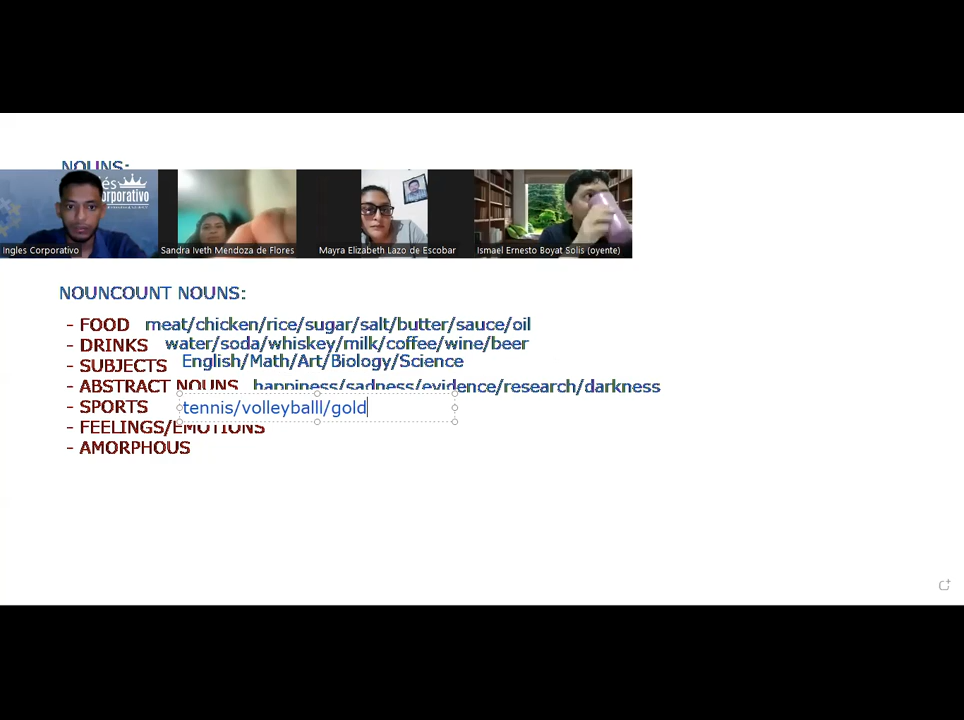 NOUNS:
és
orporativo
Ingles Corporativo
Sandra Iveth Mendoza de Flores
Mayra Elizabeth Lazo de Escobar
Ismael Ernesto Boyat Solis (oyente)
NOUNCOUNT NOUNS:
- FOOD meat/chicken/rice/sugar/salt/butter/sauce/oil
- DRINKS water/soda/whiskey/milk/coffee/wine/beer
- SUBJECTS English/Math/Art/Biology/Science
- ABSTRACT NOUNS happiness/sadness/evidence/research/darkness
- SPORTS tennis/volleyballl/gold
- FEELINGS/EMOTIONS
- AMORPHOUS